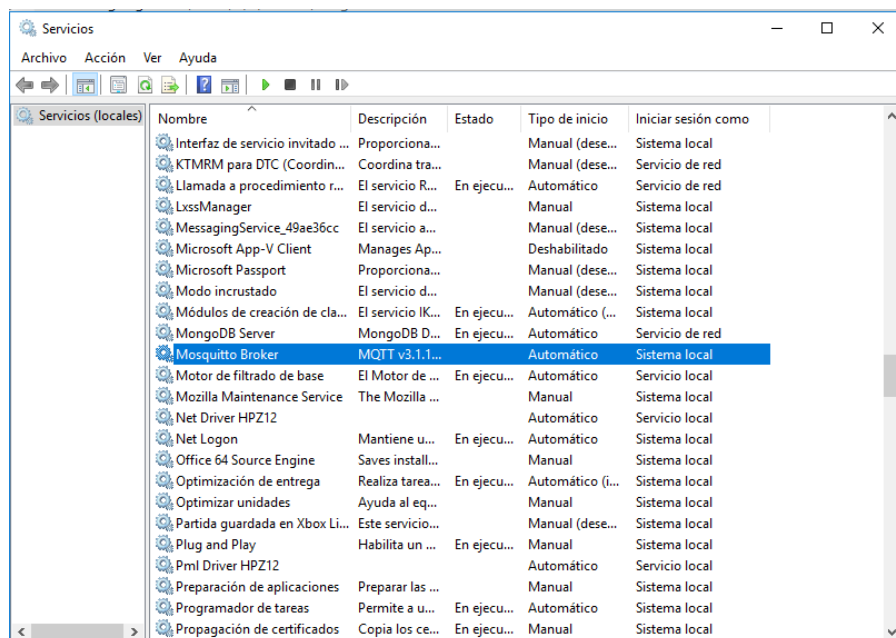 Servicios
Archivo Acción Ver Ayuda
Servicios (locales)
Nombre Descripción Estado Tipo de inicio Iniciar sesión como
Interfaz de servicio invitado ... Proporciona... Manual (dese... Sistema local
KTMRM para DTC (Coordin... Coordina tra... Manual (dese... Servicio de red
Llamada a procedimiento r... El servicio R... En ejecu... Automático Servicio de red
LxssManager El servicio d... Manual Sistema local
MessagingService_49ae36cc El servicio a... Manual (dese... Sistema local
Microsoft App-V Client Manages Ap... Deshabilitado Sistema local
Microsoft Passport Proporciona... Manual (dese... Sistema local
Modo incrustado El servicio d... Manual (dese... Sistema local
Módulos de creación de cla... El servicio IK... En ejecu... Automático (... Sistema local
MongoDB Server MongoDB D... En ejecu... Automático Servicio de red
Mosquitto Broker MQTT v3.1.1... Automático Sistema local
Motor de filtrado de base El Motor de ... En ejecu... Automático Servicio local
Mozilla Maintenance Service The Mozilla ... Manual Sistema local
Net Driver HPZ12 Automático Servicio local
Net Logon Mantiene u... En ejecu... Automático Sistema local
Office 64 Source Engine Saves install... Manual Sistema local
Optimización de entrega Realiza tarea... En ejecu... Automático (i... Sistema local
Optimizar unidades Ayuda al eq... Manual Sistema local
Partida guardada en Xbox Li... Este servicio... Manual (dese... Sistema local
Plug and Play Habilita un ... En ejecu... Manual Sistema local
Pml Driver HPZ12 Automático Servicio local
Preparación de aplicaciones Preparar las ... Manual Sistema local
Programador de tareas Permite a u... En ejecu... Automático Sistema local
Propagación de certificados Copia los ce... En ejecu... Manual Sistema local